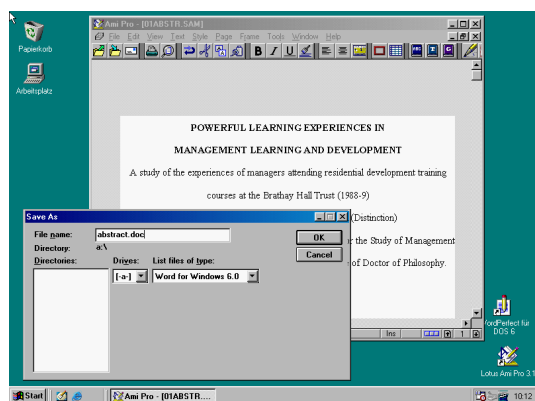 Papierkorb
Arbeitsplatz
Ami Pro - [01ABSTR.SAM]
File Edit View Text Style Page Frame Tools Window Help
B I U
POWERFUL LEARNING EXPERIENCES IN
MANAGEMENT LEARNING AND DEVELOPMENT
A study of the experiences of managers attending residential development training
courses at the Brathay Hall Trust (1988-9)
(Distinction)
r the Study of Management
of Doctor of Philosophy.
Save As
File name: abstract.doc
OK
Directory: a:\
Cancel
Directories:
Drives: List files of type:
[-a-] Word for Windows 6.0
Ins 1
WordPerfect für
DOS 6
Lotus Ami Pro 3.1
Start Ami Pro - [01ABSTR.... 10:12